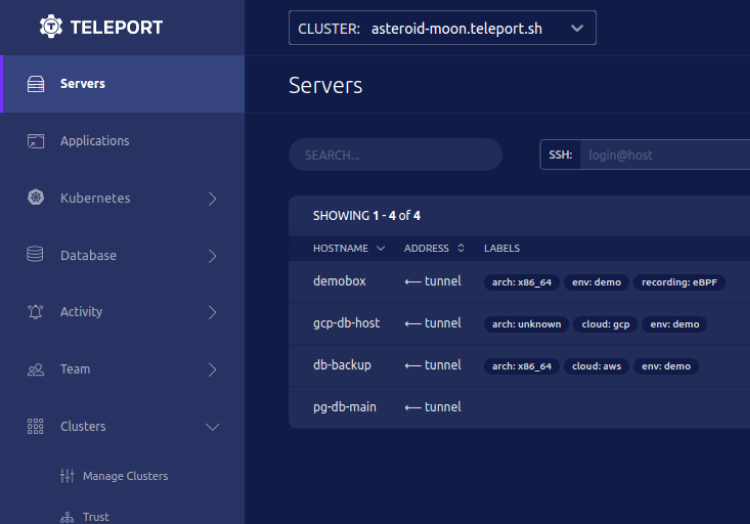 TELEPORT
CLUSTER: asteroid-moon.teleport.sh
Servers
Applications
Kubernetes
Database
Activity
Team
Clusters
Manage Clusters
Trust
Servers
SEARCH...
SSH: login@host
SHOWING 1 - 4 of 4
HOSTNAME ADDRESS LABELS
demobox ⟵ tunnel arch: x86_64 env: demo recording: eBPF
gcp-db-host ⟵ tunnel arch: unknown cloud: gcp env: demo
db-backup ⟵ tunnel arch: x86_64 cloud: aws env: demo
pg-db-main ⟵ tunnel